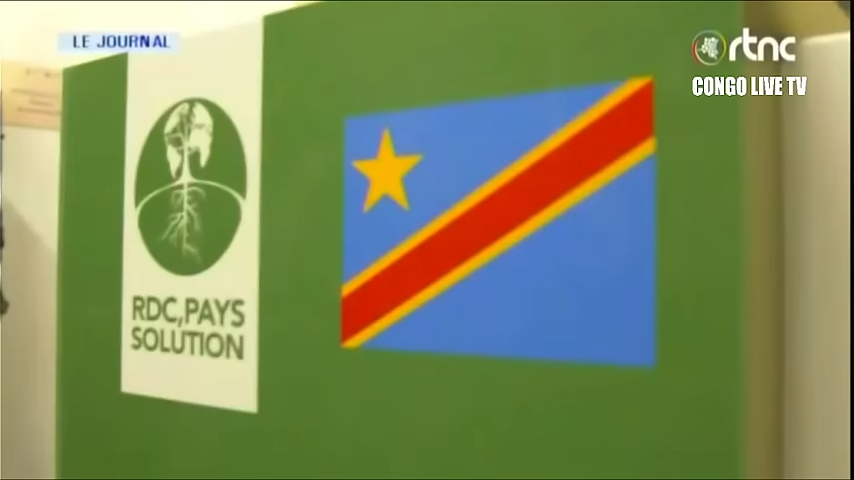 LE JOURNAL
rtnc
CONGO LIVE TV
RDC, PAYS
SOLUTION